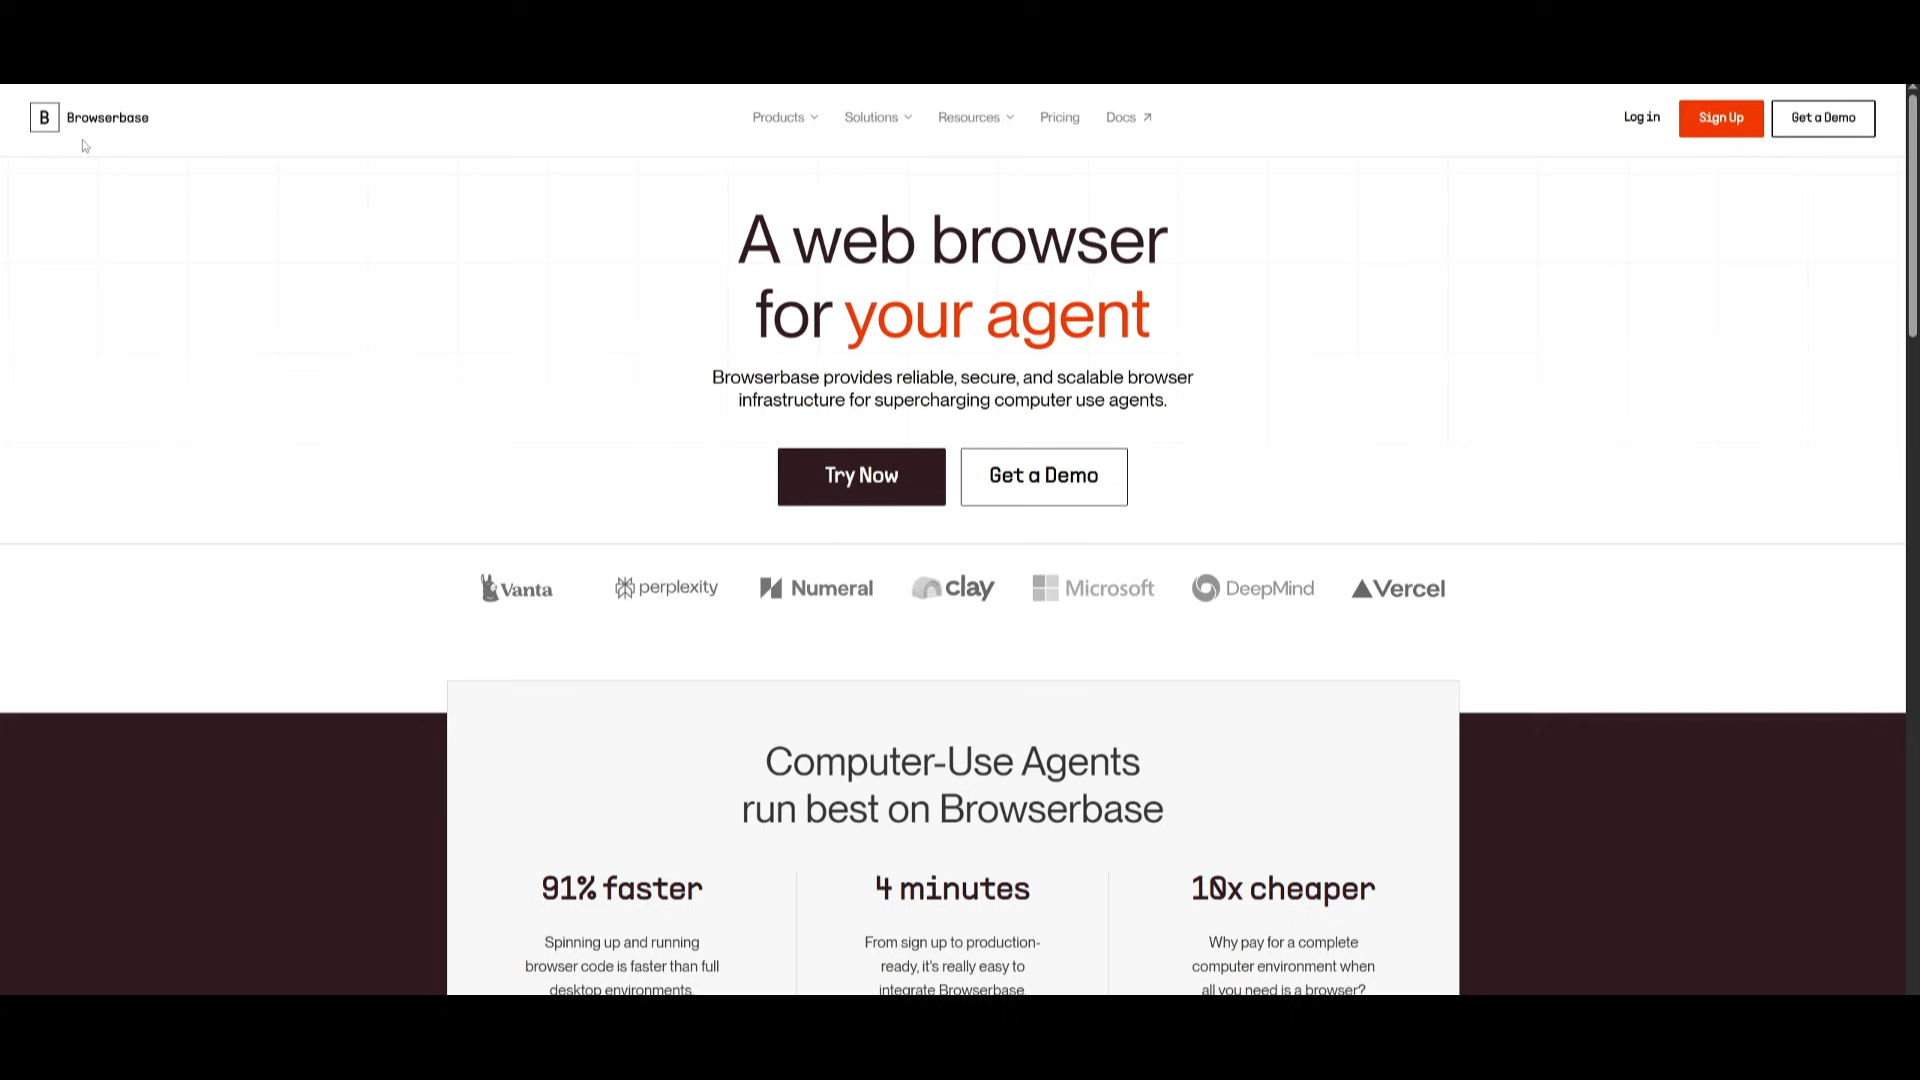 B Browserbase
Products Solutions Resources Pricing Docs
Log in Sign Up Get a Demo
A web browser
for your agent
Browserbase provides reliable, secure, and scalable browser
infrastructure for supercharging computer use agents.
Try Now Get a Demo
Vanta perplexity Numeral clay Microsoft DeepMind Vercel
Computer-Use Agents
run best on Browserbase
91% faster
Spinning up and running
browser code is faster than full
desktop environments.
4 minutes
From sign up to production-
ready, it's really easy to
integrate Browserbase.
10x cheaper
Why pay for a complete
computer environment when
all you need is a browser?